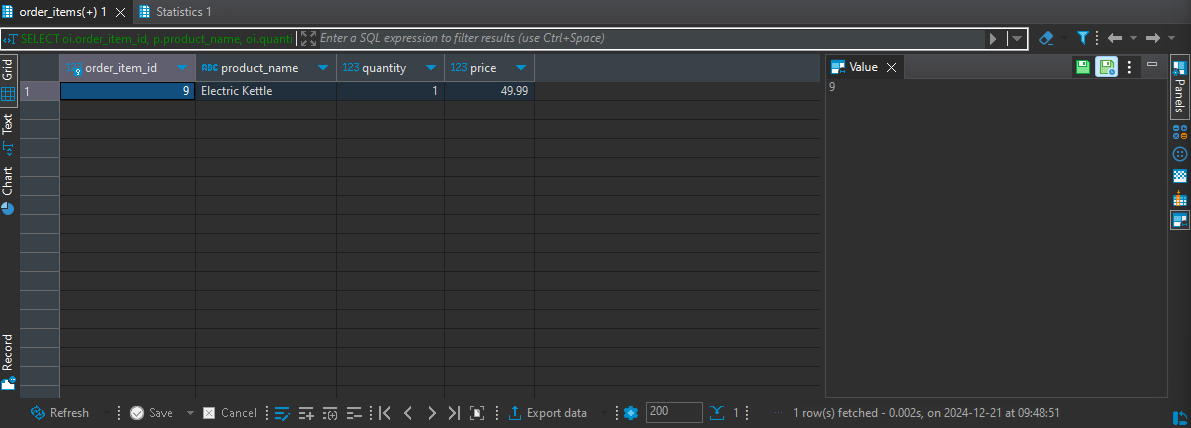 order_items(+) 1
Statistics 1
SELECT oi.order_item_id, p.product_name, oi.quanti
Enter a SQL expression to filter results (use Ctrl+Space)
Grid
Text
Chart
Record
123 order_item_id ABC product_name 123 quantity 123 price
1 9 Electric Kettle 1 49.99
Value
9
Panels
Refresh Save Cancel Export data 200 1 1 row(s) fetched - 0.002s, on 2024-12-21 at 09:48:51